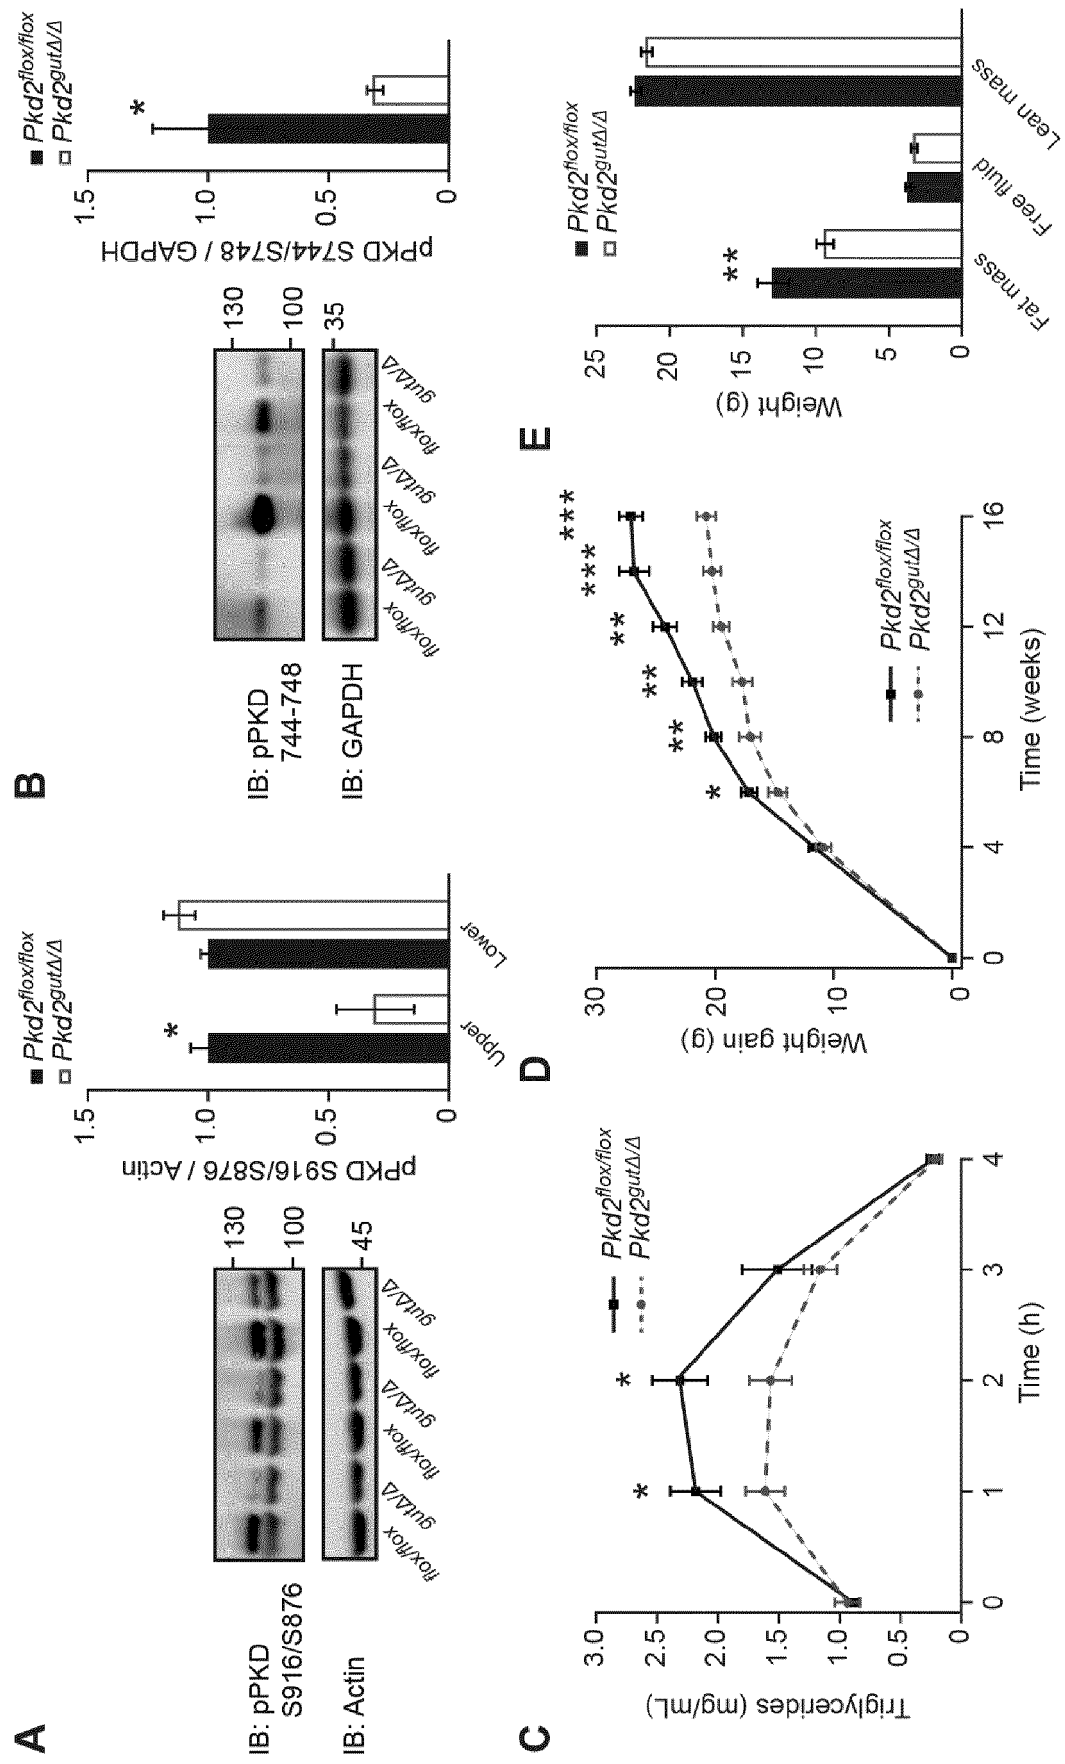 A
IB: pPKD
S916/S876
130
100
IB: Actin
45
flox/flox
gutΔ/Δ
flox/flox
gutΔ/Δ
flox/flox
gutΔ/Δ
pPKD S916/S876 / Actin
1.5
1.0
0.5
0
Pkd2flox/flox
Pkd2gutΔ/Δ
*
Upper
Lower
B
IB: pPKD
744-748
130
100
IB: GAPDH
35
flox/flox
gutΔ/Δ
flox/flox
gutΔ/Δ
flox/flox
gutΔ/Δ
pPKD S744/S748 / GAPDH
1.5
1.0
0.5
0
Pkd2flox/flox
Pkd2gutΔ/Δ
*
C
Triglycerides (mg/mL)
3.0
2.5
2.0
1.5
1.0
0.5
0
Pkd2flox/flox
Pkd2gutΔ/Δ
*
*
0
1
2
3
4
Time (h)
D
Weight gain (g)
30
20
10
0
*
**
**
**
***
***
Pkd2flox/flox
Pkd2gutΔ/Δ
0
4
8
12
16
Time (weeks)
E
Weight (g)
25
20
15
10
5
0
Pkd2flox/flox
Pkd2gutΔ/Δ
**
Fat mass
Free fluid
Lean mass